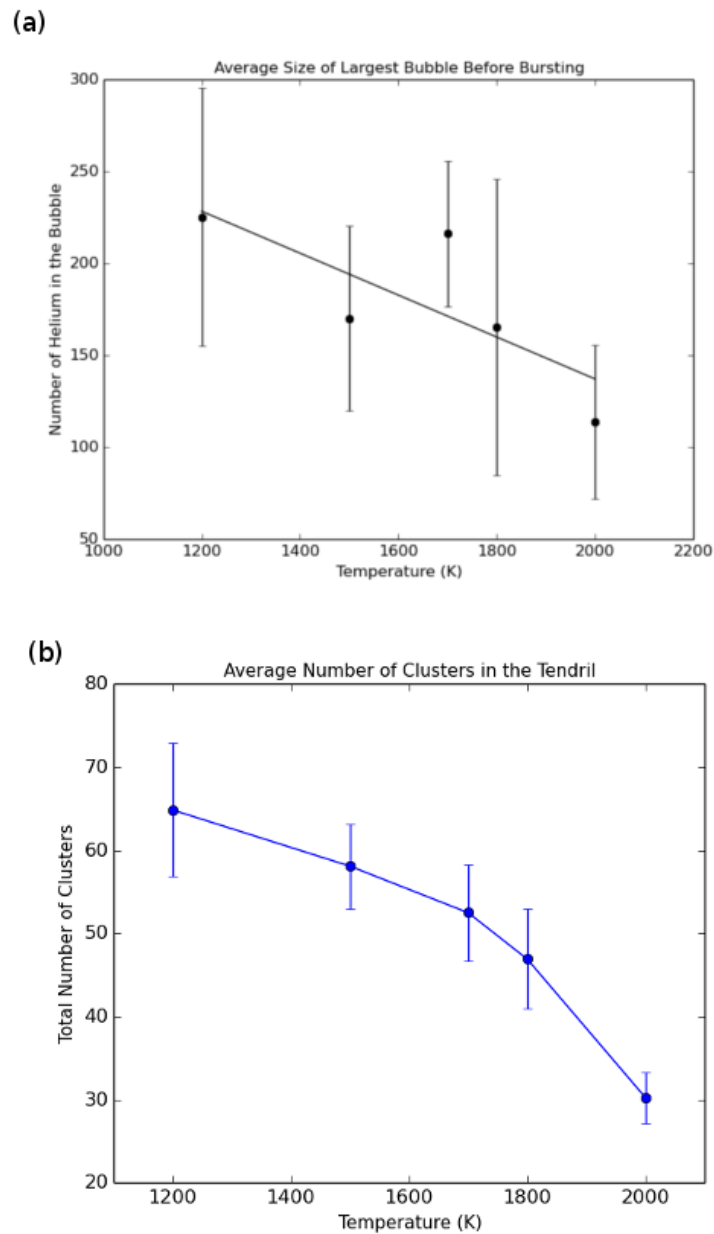 (a)
Average Size of Largest Bubble Before Bursting
300
250
200
150
100
50
Number of Helium in the Bubble
1000 1200 1400 1600 1800 2000 2200
Temperature (K)
(b)
Average Number of Clusters in the Tendril
80
70
60
50
40
30
20
Total Number of Clusters
1200 1400 1600 1800 2000
Temperature (K)